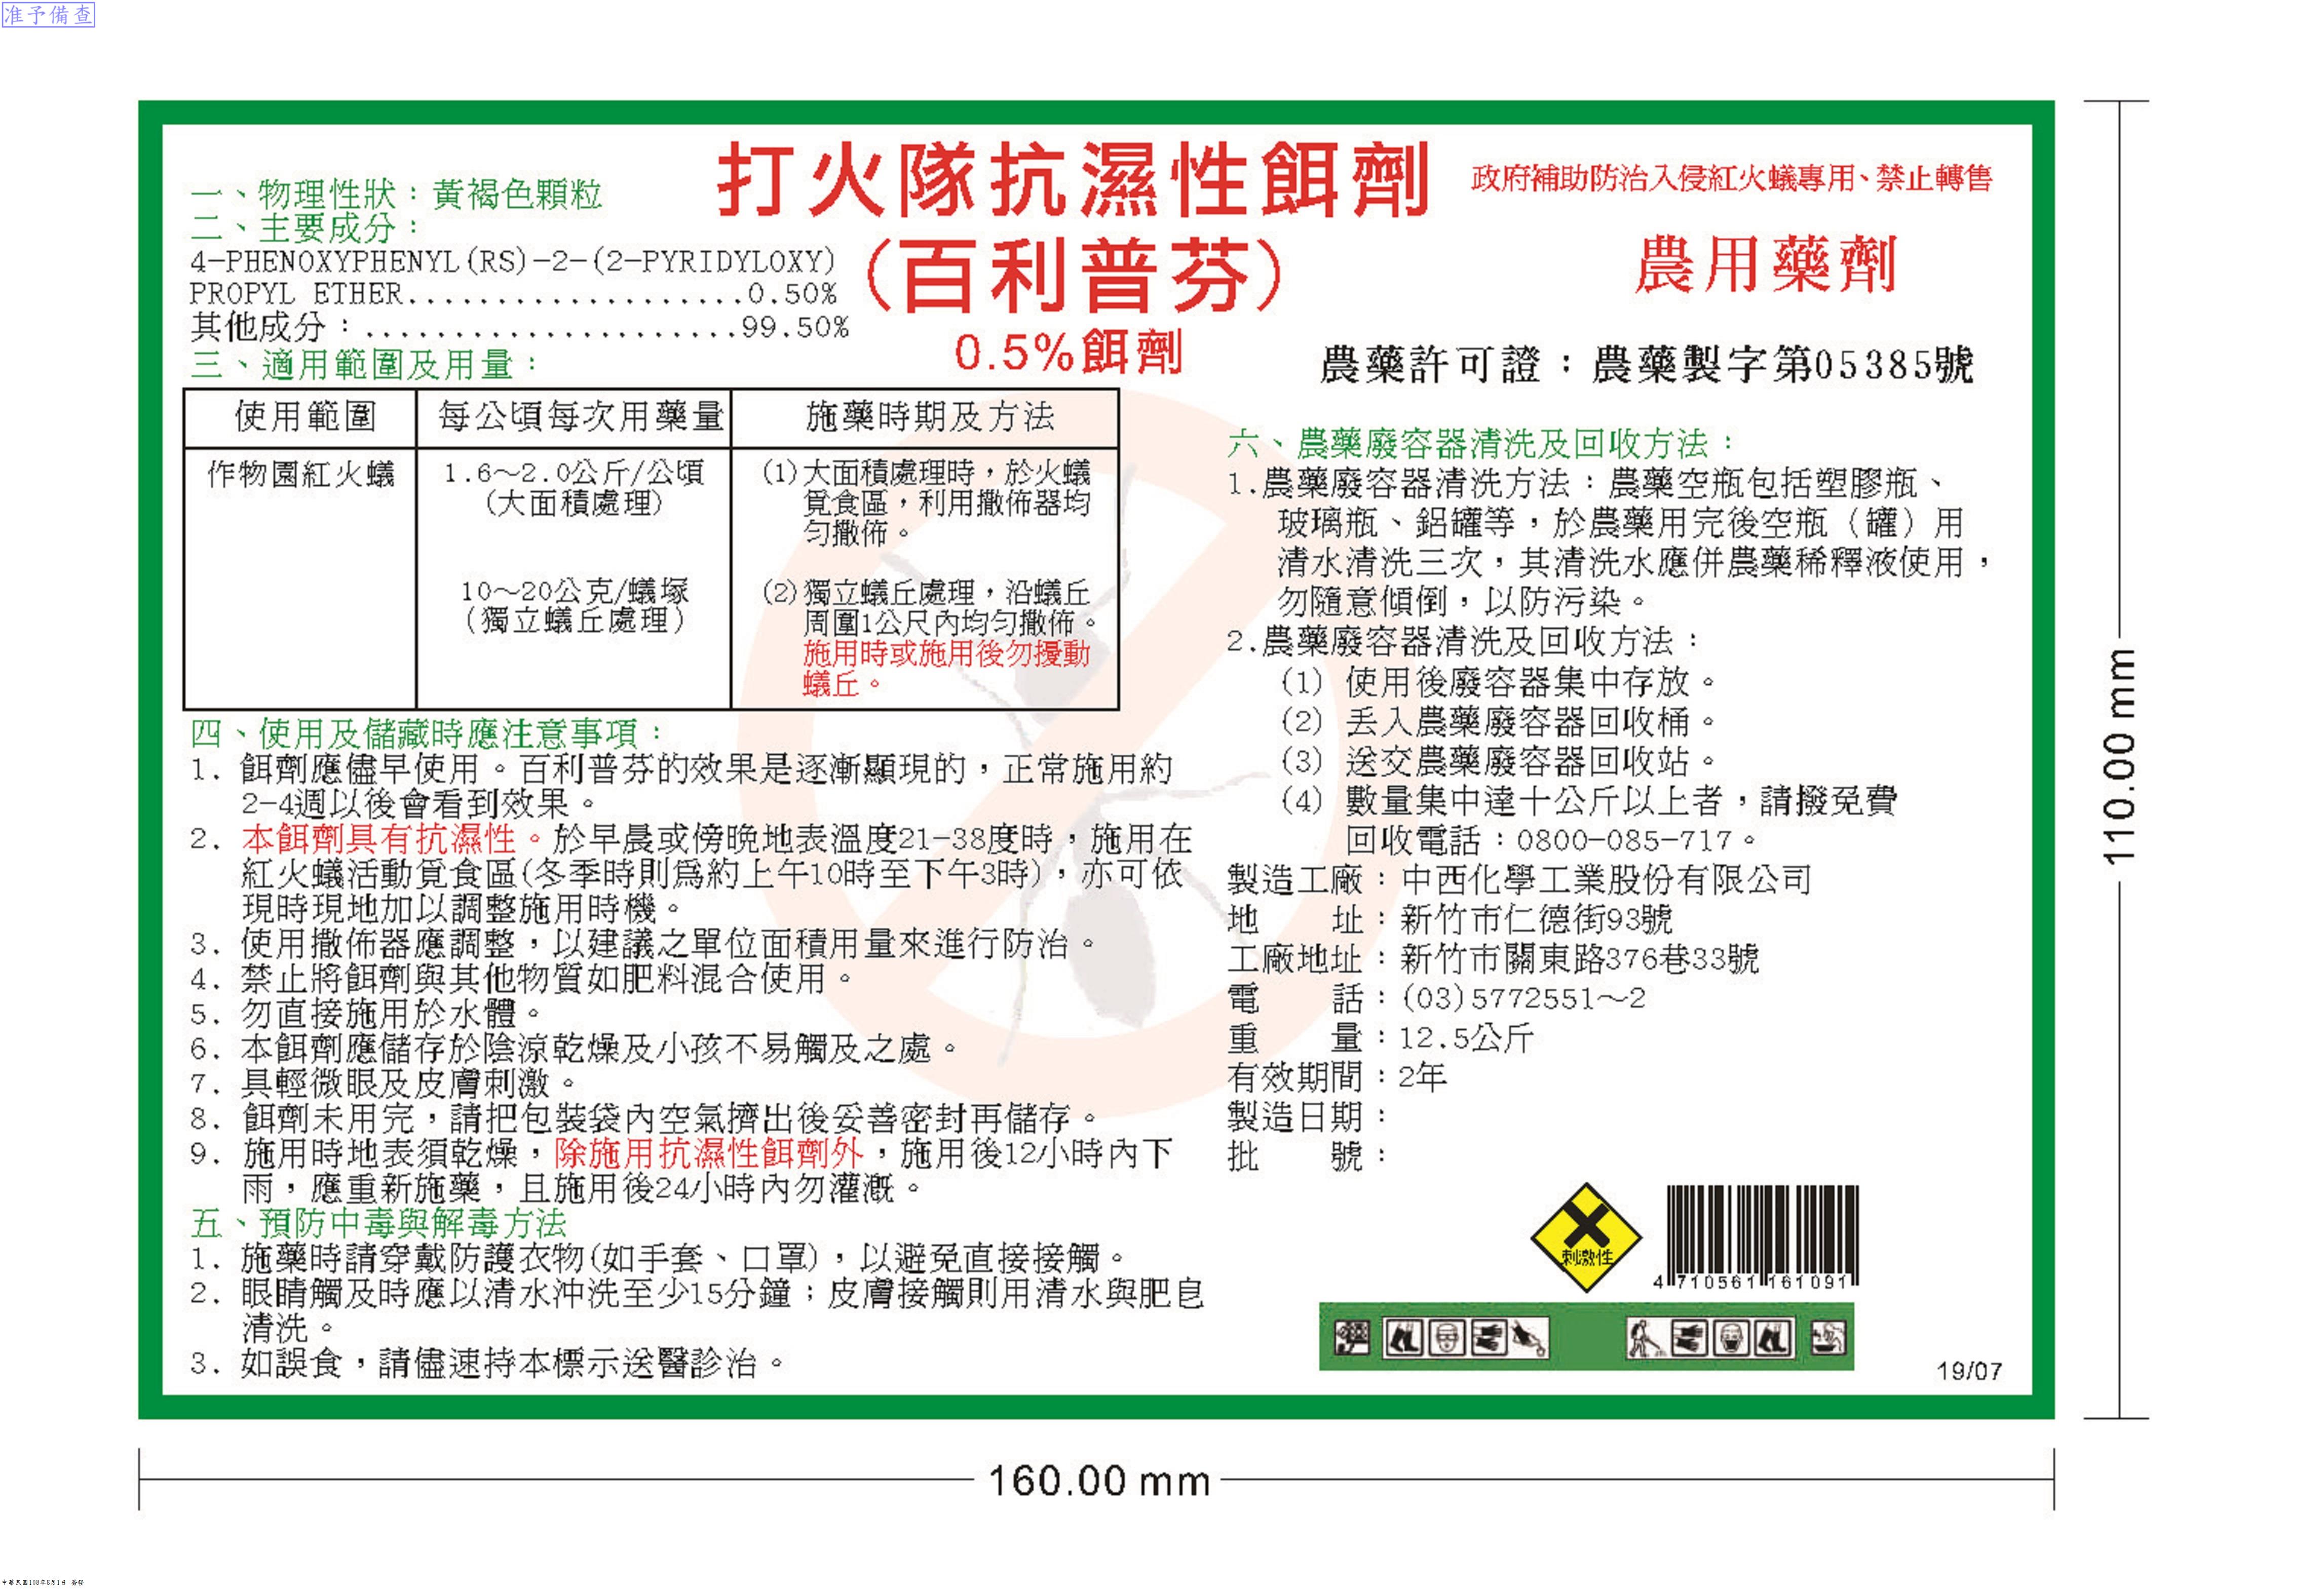 准予備查
打火隊抗濕性餌劑
(百利普芬)
0.5%餌劑
政府補助防治入侵紅火蟻專用、禁止轉售
農用藥劑
農藥許可證：農藥製字第05385號
一、物理性狀：黃褐色顆粒
二、主要成分：
4-PHENOXYPHENYL(RS)-2-(2-PYRIDYLOXY)
PROPYL ETHER...................0.50%
其他成分：.....................99.50%
三、適用範圍及用量：
使用範圍 每公頃每次用藥量 施藥時期及方法
作物園紅火蟻 1.6～2.0公斤/公頃 (1)大面積處理時，於火蟻
(大面積處理) 覓食區，利用撒佈器均
勻撒佈。
10～20公克/蟻塚 (2)獨立蟻丘處理，沿蟻丘
(獨立蟻丘處理) 周圍1公尺內均勻撒佈。
施用時或施用後勿擾動
蟻丘。
四、使用及儲藏時應注意事項：
1. 餌劑應儘早使用。百利普芬的效果是逐漸顯現的，正常施用約
2-4週以後會看到效果。
2. 本餌劑具有抗濕性。於早晨或傍晚地表溫度21-38度時，施用在
紅火蟻活動覓食區(冬季時則為約上午10時至下午3時)，亦可依
現時現地加以調整施用時機。
3. 使用撒佈器應調整，以建議之單位面積用量來進行防治。
4. 禁止將餌劑與其他物質如肥料混合使用。
5. 勿直接施用於水體。
6. 本餌劑應儲存於陰涼乾燥及小孩不易觸及之處。
7. 具輕微眼及皮膚刺激。
8. 餌劑未用完，請把包裝袋內空氣擠出後妥善密封再儲存。
9. 施用時地表須乾燥，除施用抗濕性餌劑外，施用後12小時內下
雨，應重新施藥，且施用後24小時內勿灌溉。
五、預防中毒與解毒方法
1. 施藥時請穿戴防護衣物(如手套、口罩)，以避免直接接觸。
2. 眼睛觸及時應以清水沖洗至少15分鐘；皮膚接觸則用清水與肥皂
清洗。
3. 如誤食，請儘速持本標示送醫診治。
六、農藥廢容器清洗及回收方法：
1.農藥廢容器清洗方法：農藥空瓶包括塑膠瓶、
玻璃瓶、鋁罐等，於農藥用完後空瓶（罐）用
清水清洗三次，其清洗水應併農藥稀釋液使用，
勿隨意傾倒，以防污染。
2.農藥廢容器清洗及回收方法：
(1) 使用後廢容器集中存放。
(2) 丟入農藥廢容器回收桶。
(3) 送交農藥廢容器回收站。
(4) 數量集中達十公斤以上者，請撥免費
回收電話：0800-085-717。
製造工廠：中西化學工業股份有限公司
地　　址：新竹市仁德街93號
工廠地址：新竹市關東路376巷33號
電　　話：(03)5772551～2
重　　量：12.5公斤
有效期間：2年
製造日期：
批　　號：
刺激性
4 710561 161091
19/07
110.00 mm
160.00 mm
中華民國108年8月1日 簽發